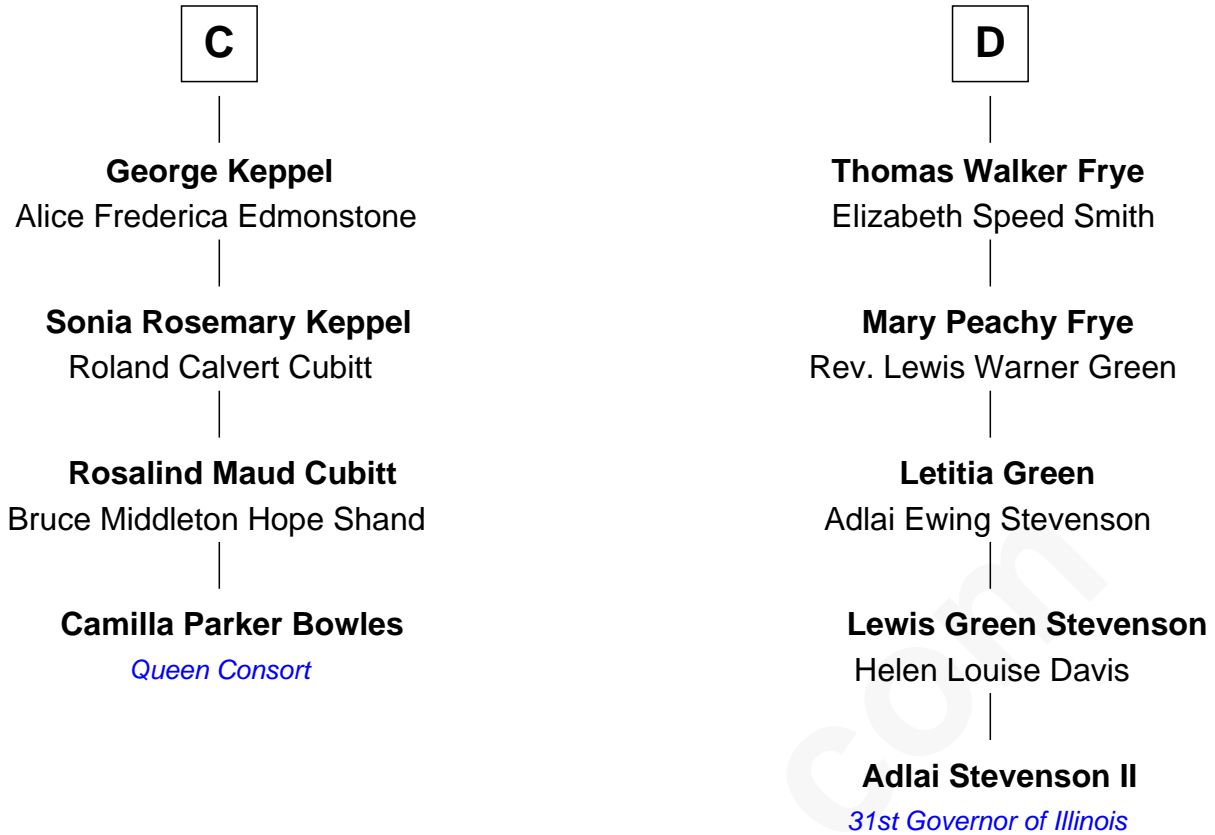 C
George Keppel
Alice Frederica Edmonstone
Sonia Rosemary Keppel
Roland Calvert Cubitt
Rosalind Maud Cubitt
Bruce Middleton Hope Shand
Camilla Parker Bowles
Queen Consort
D
Thomas Walker Frye
Elizabeth Speed Smith
Mary Peachy Frye
Rev. Lewis Warner Green
Letitia Green
Adlai Ewing Stevenson
Lewis Green Stevenson
Helen Louise Davis
Adlai Stevenson II
31st Governor of Illinois
com